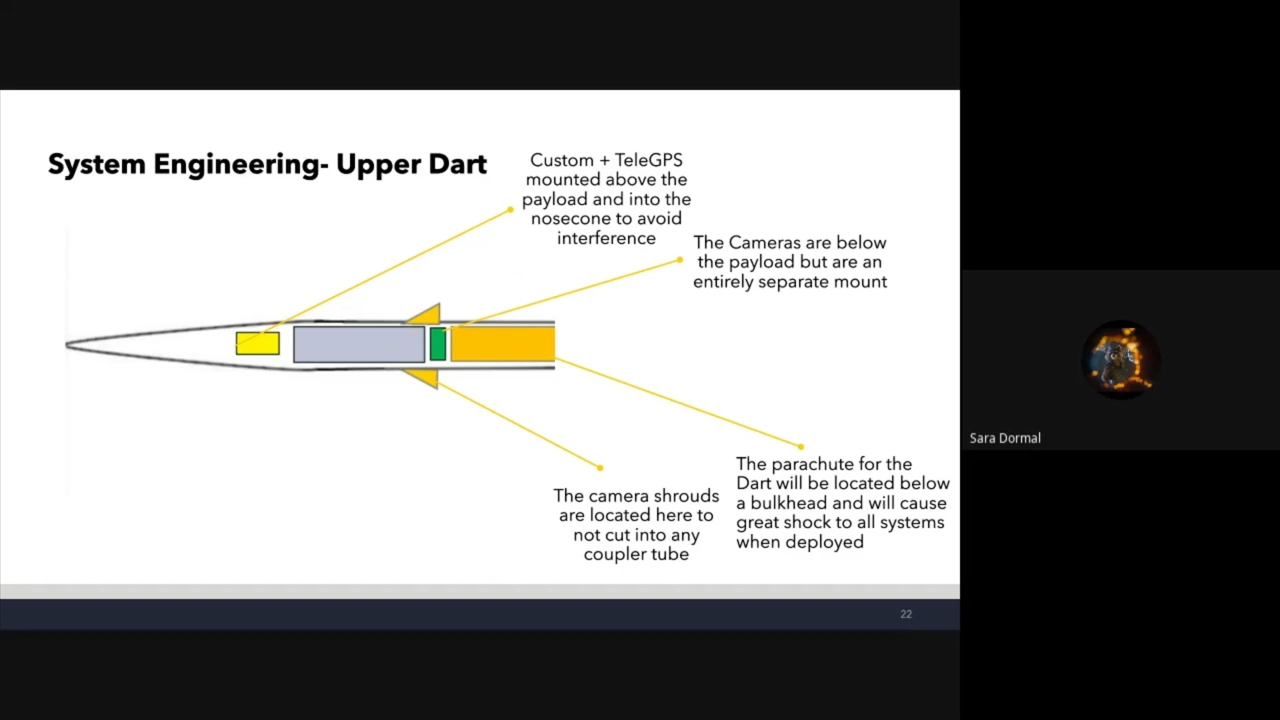 System Engineering- Upper Dart
Custom + TeleGPS
mounted above the
payload and into the
nosecone to avoid
interference
The Cameras are below
the payload but are an
entirely separate mount
The camera shrouds
are located here to
not cut into any
coupler tube
The parachute for the
Dart will be located below
a bulkhead and will cause
great shock to all systems
when deployed
22
Sara Dormal